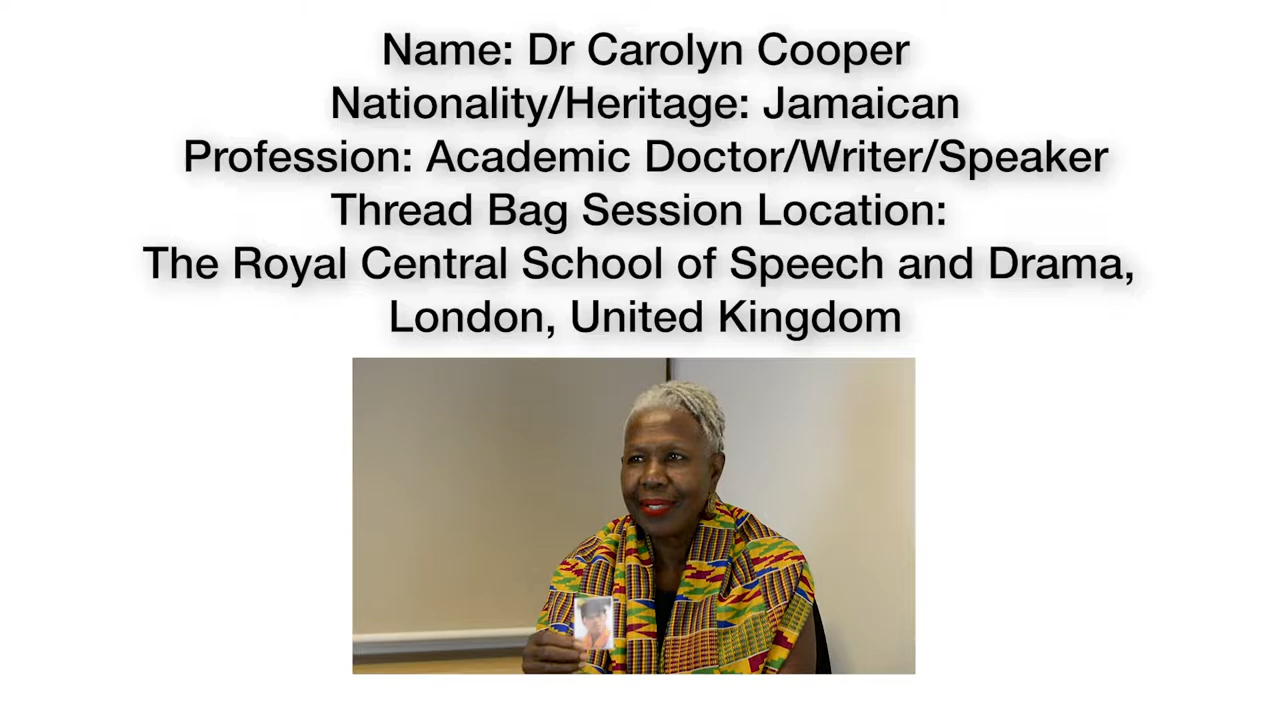 Name: Dr Carolyn Cooper
Nationality/Heritage: Jamaican
Profession: Academic Doctor/Writer/Speaker
Thread Bag Session Location:
The Royal Central School of Speech and Drama,
London, United Kingdom